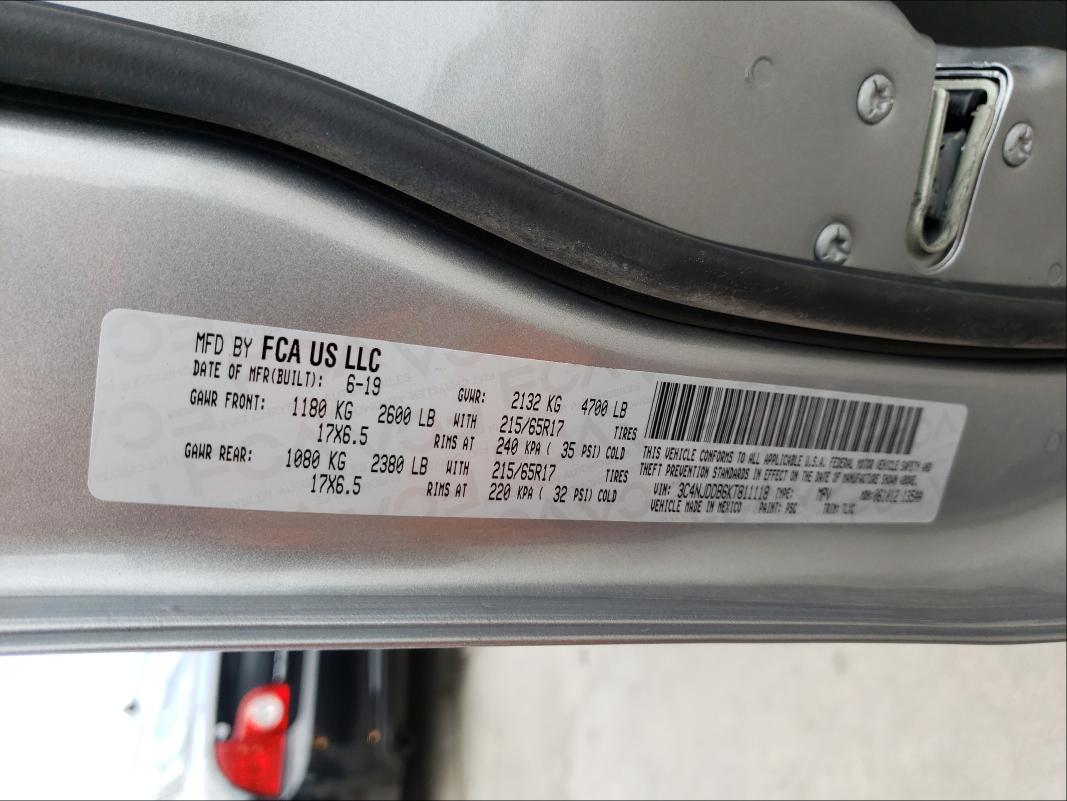 MFD BY FCA US LLC
DATE OF MFR(BUILT): 6-19 GVWR: 2132 KG 4700 LB
GAWR FRONT: 1180 KG 2600 LB WITH 215/65R17 TIRES
17X6.5 RIMS AT 240 KPA ( 35 PSI) COLD
GAWR REAR: 1080 KG 2380 LB WITH 215/65R17 TIRES
17X6.5 RIMS AT 220 KPA ( 32 PSI) COLD
THIS VEHICLE CONFORMS TO ALL APPLICABLE U.S.A. FEDERAL MOTOR VEHICLE SAFETY AND
THEFT PREVENTION STANDARDS IN EFFECT ON THE DATE OF MANUFACTURE SHOWN ABOVE.
VIN: 3C4NJDDB6KT811118 TYPE: MPV
VEHICLE MADE IN MEXICO PAINT: PSC TRIM: